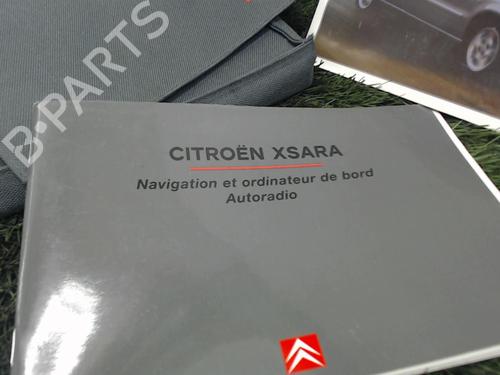 B-PARTS
CITROËN XSARA
Navigation et ordinateur de bord
Autoradio